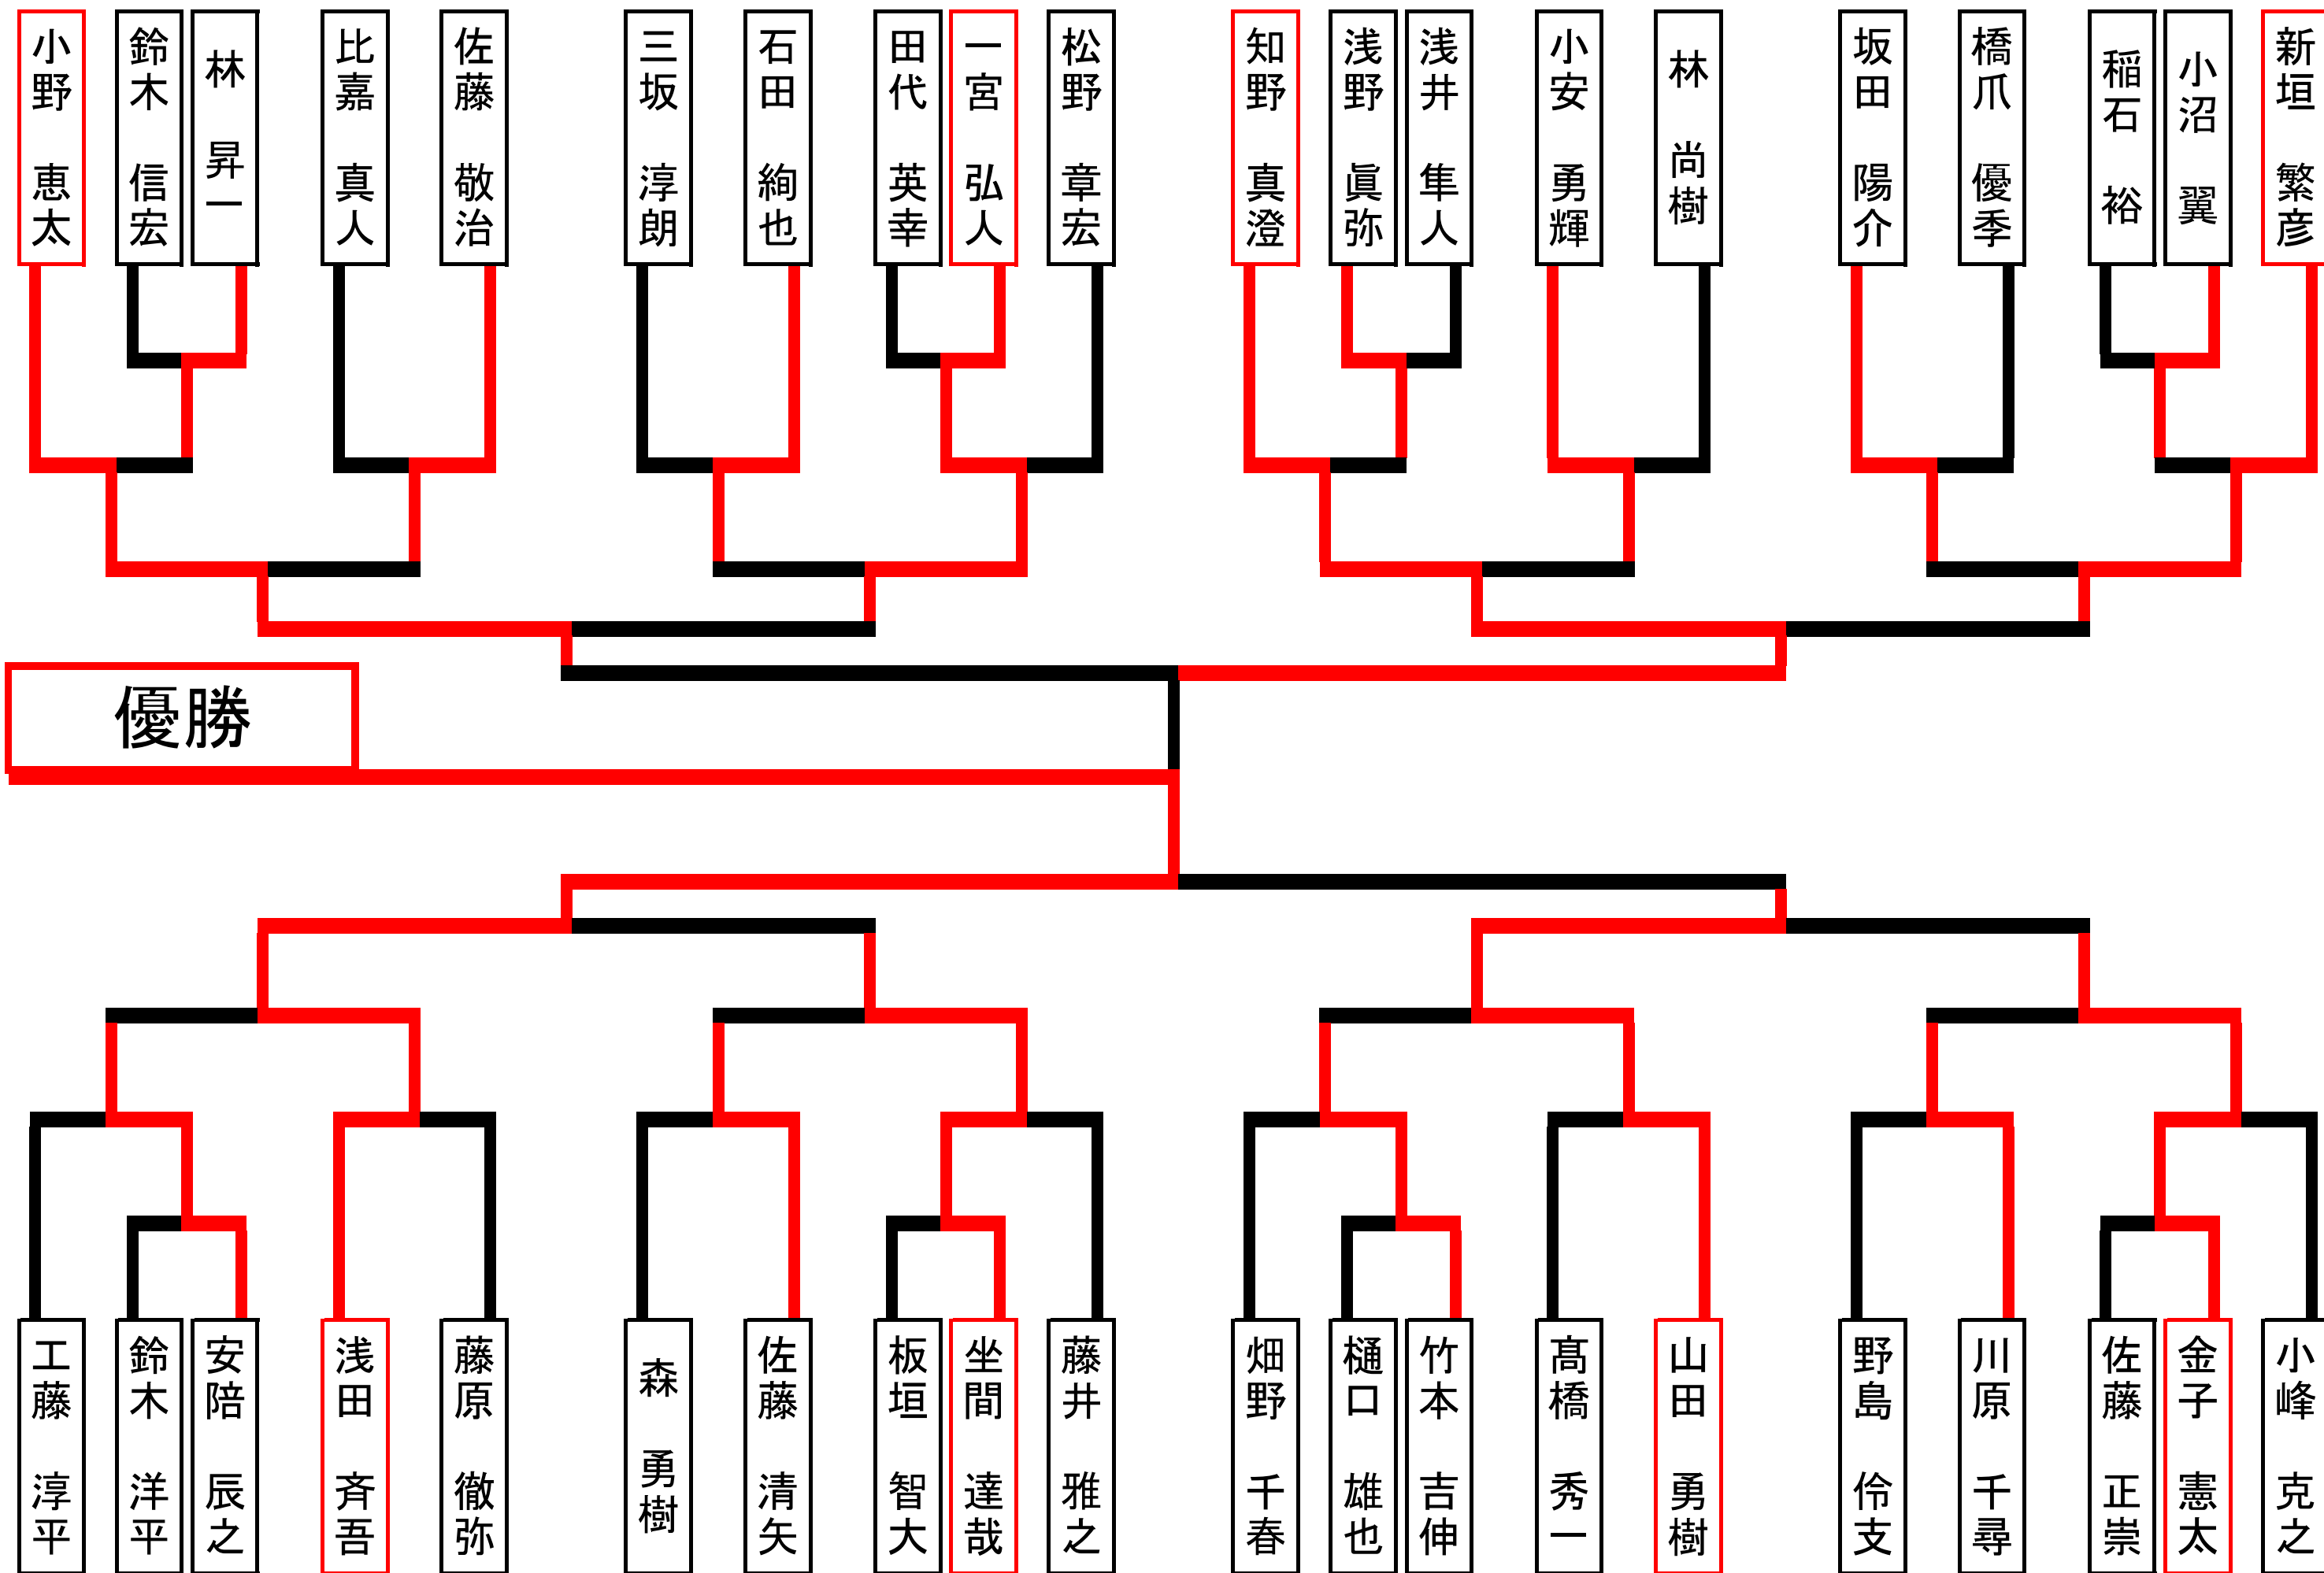 小野　恵太
鈴木　信宏
林　昇一
比嘉　真人
佐藤　敬治
三坂　淳朗
石田　絢也
田代　英幸
一宮　弘人
松野　章宏
知野　真澄
浅野　眞弥
浅井　隼人
小安　勇輝
林　尚樹
坂田　陽介
橋爪　優季
稲石　裕
小沼　翼
新垣　繁彦
優勝
工藤　淳平
鈴木　洋平
安陪　辰之
浅田　斉吾
藤原　徹弥
森　勇樹
佐藤　清矢
板垣　智大
坐間　達哉
藤井　雅之
畑野　千春
樋口　雄也
竹本　吉伸
髙橋　秀一
山田　勇樹
野島　伶支
川原　千尋
佐藤　正崇
金子　憲太
小峰　克之